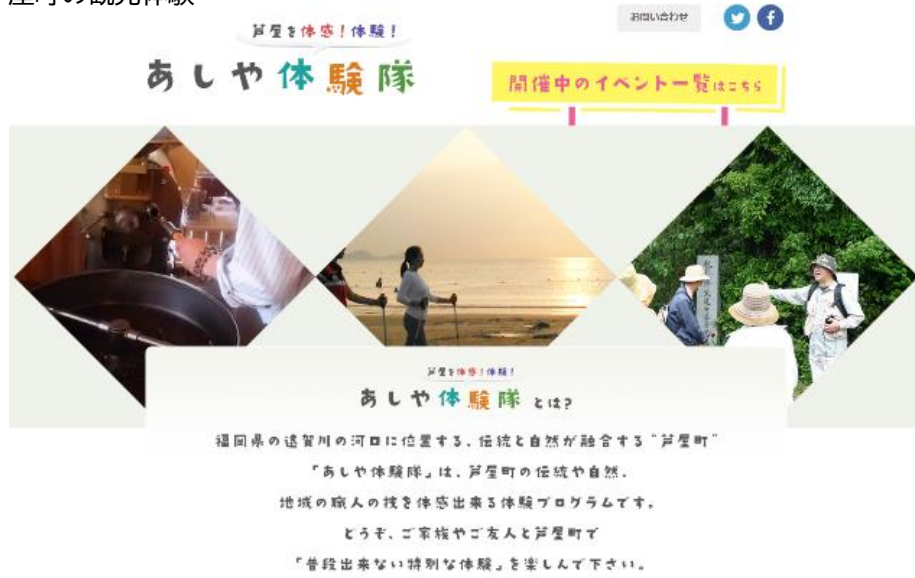 お問い合わせ
芦屋を体感！体験！
あしや体験隊
開催中のイベント一覧はこちら
芦屋を体感！体験！
あしや体験隊 とは?
福岡県の遠賀川の河口に位置する、伝統と自然が融合する"芦屋町"
「あしや体験隊」は、芦屋町の伝統や自然、
地域の職人の技を体感出来る体験プログラムです。
どうぞ、ご家族やご友人と芦屋町で
「普段出来ない特別な体験」を楽しんで下さい。